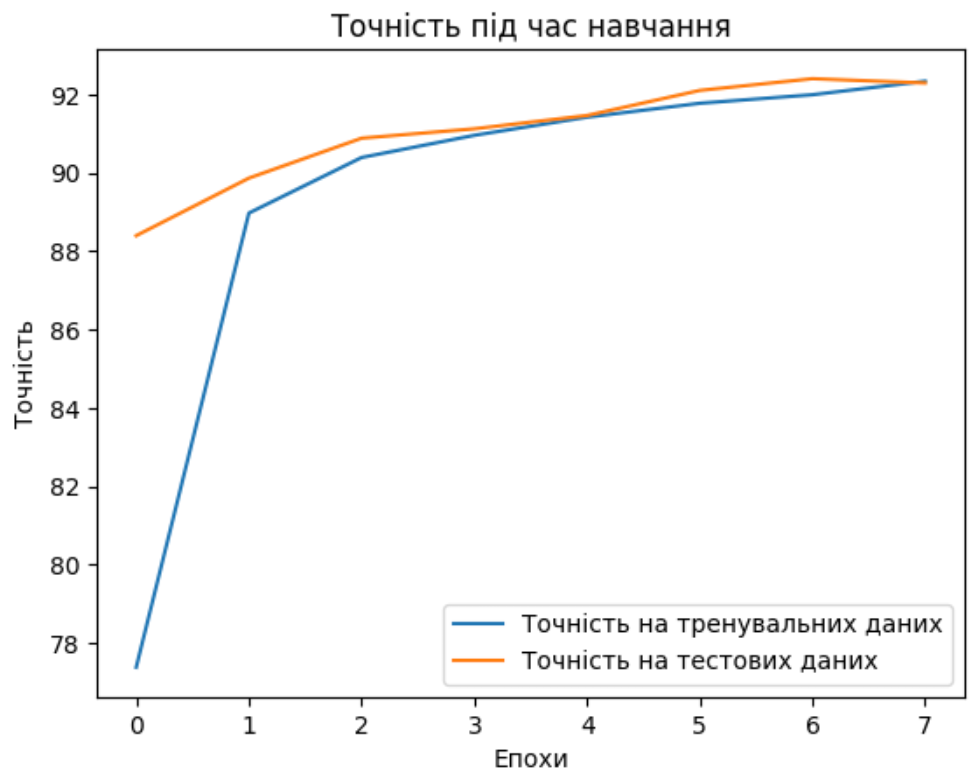 Точність під час навчання
Точність
92
90
88
86
84
82
80
78
Точність на тренувальних даних
Точність на тестових даних
0 1 2 3 4 5 6 7
Епохи